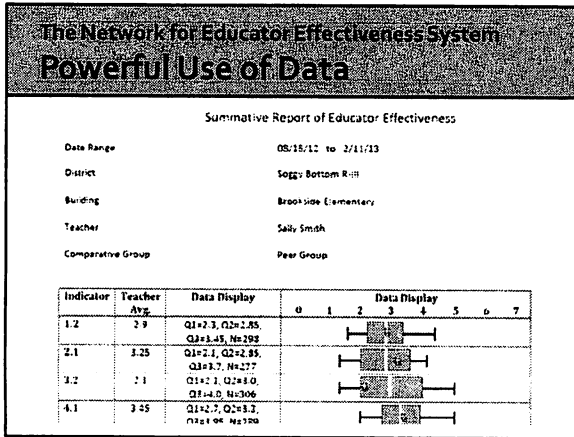 The Network for Educator Effectiveness System
Powerful Use of Data
Summative Report of Educator Effectiveness
Date Range 08/15/12 to 2/11/13
District Soggy Bottom R-III
Building Brookside Elementary
Teacher Sally Smith
Comparative Group Peer Group
Indicator Teacher Avg. Data Display Data Display
0 1 2 3 4 5 6 7
1.2 2.9 Q1=2.3, Q2=2.85,
Q3=3.45, N=298
2.1 3.25 Q1=2.1, Q2=2.85,
Q3=3.7, N=277
3.2 2.1 Q1=2.1, Q2=3.0,
Q3=4.0, N=306
4.1 3.45 Q1=2.7, Q2=3.3,